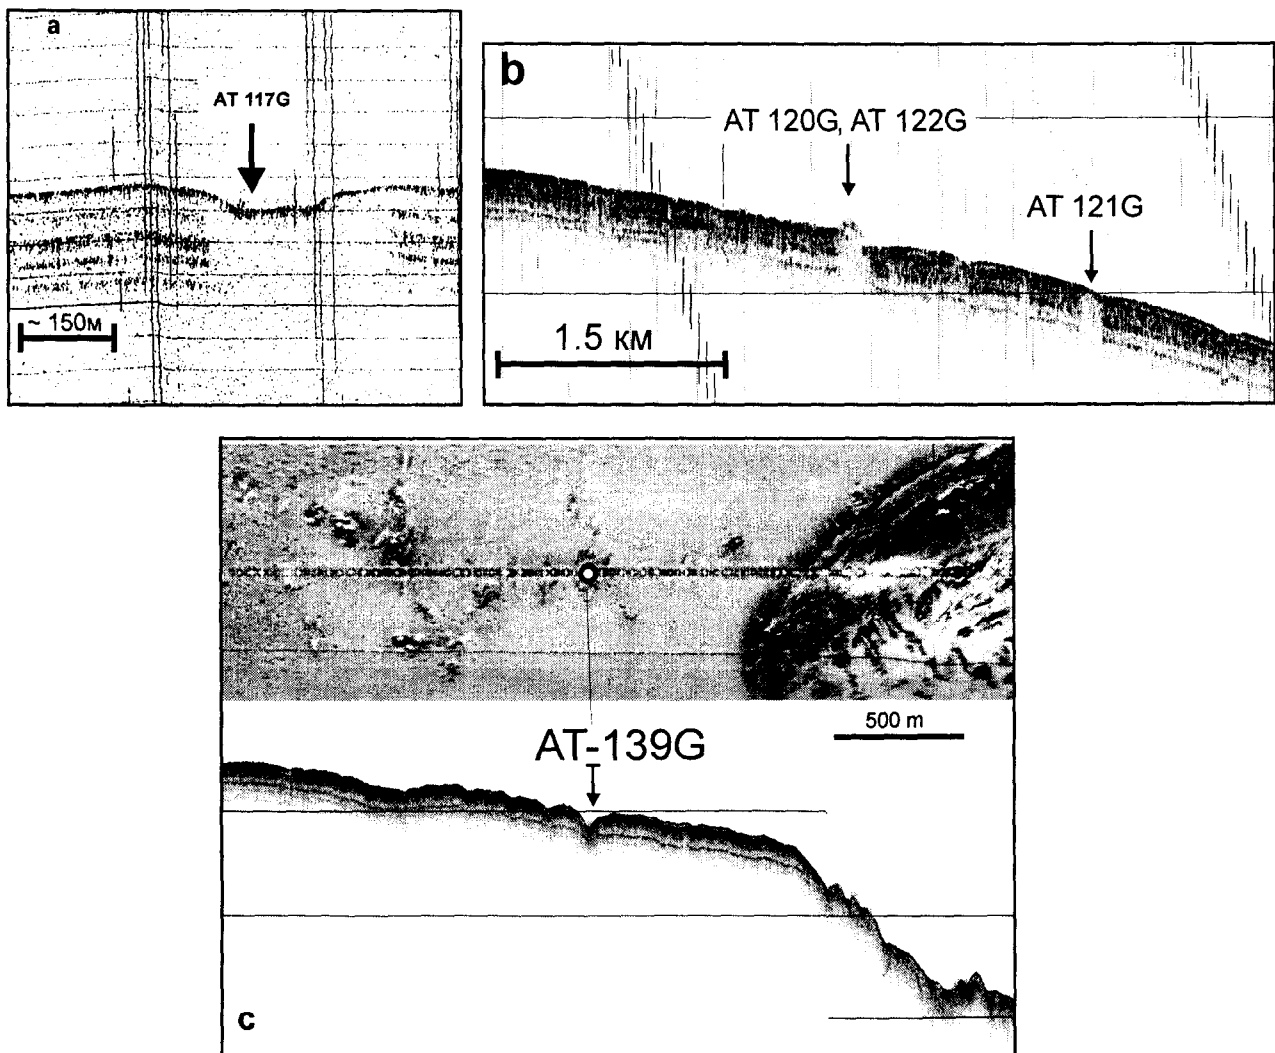 a
AT 117G
~ 150м
b
AT 120G, AT 122G
AT 121G
1.5 км
500 m
AT-139G
c